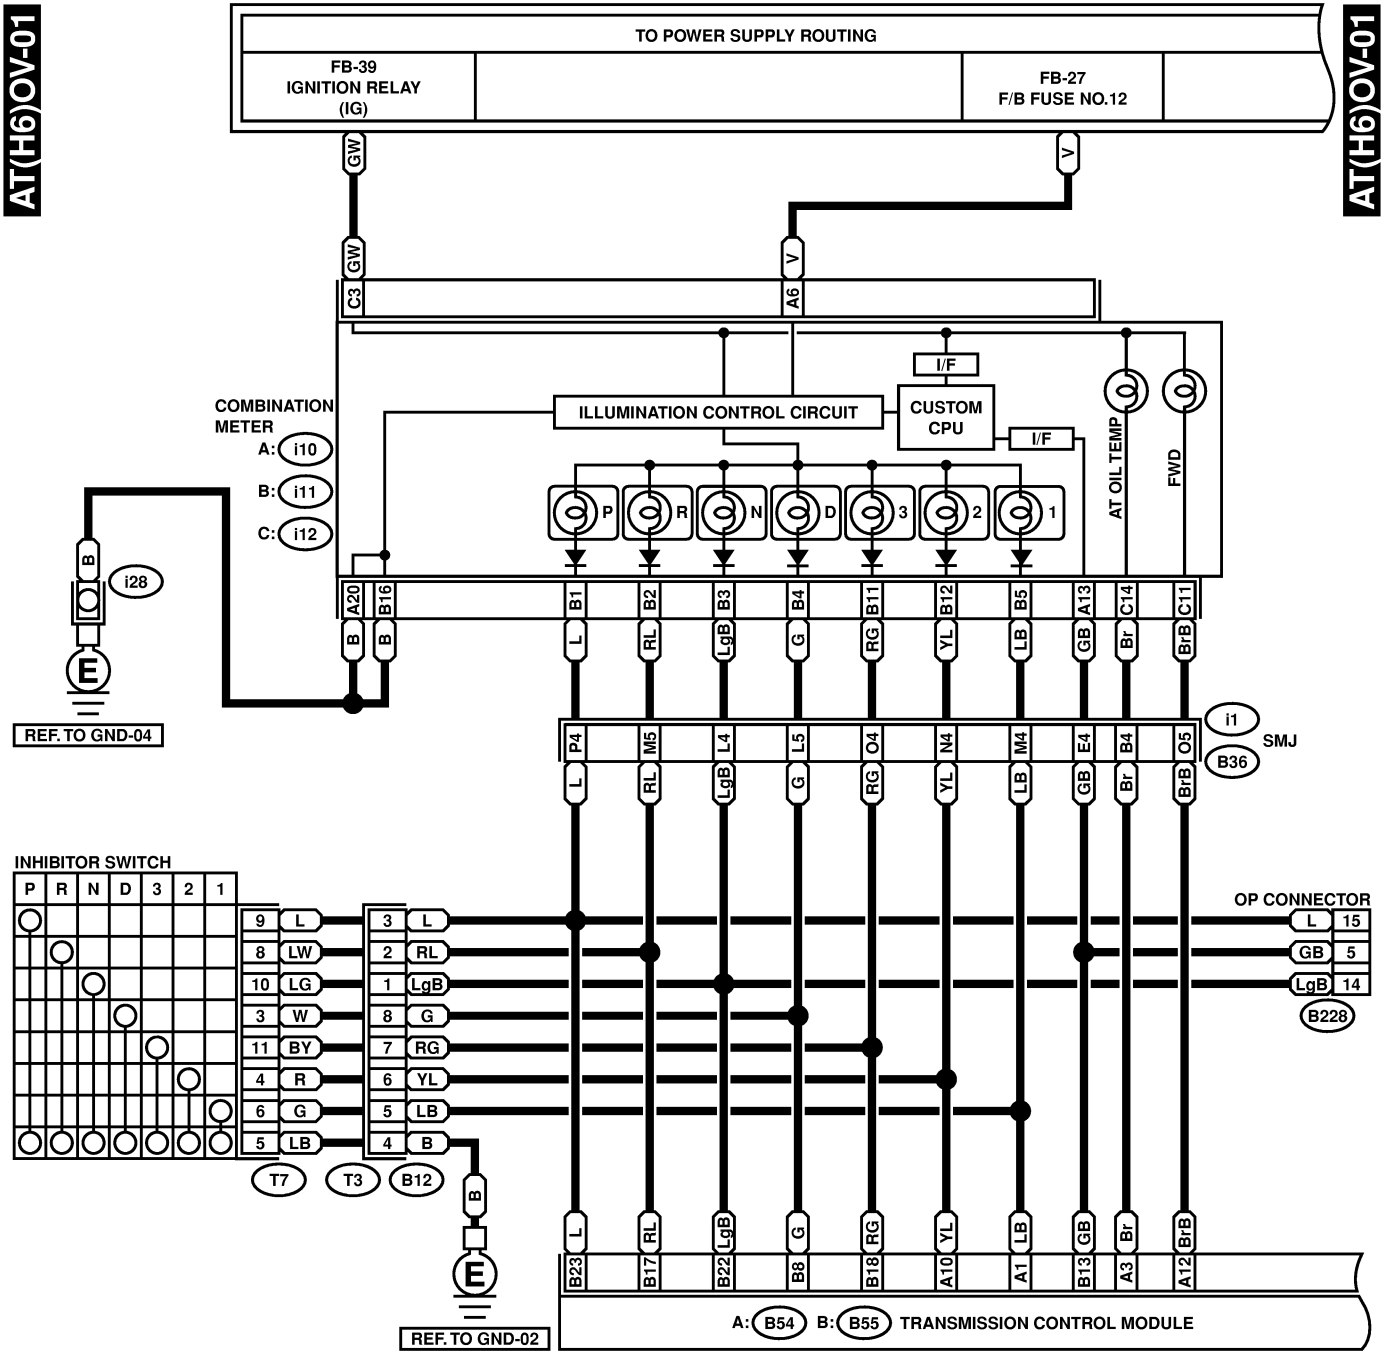 AT(H6)OV-01
AT(H6)OV-01
TO POWER SUPPLY ROUTING
FB-39
IGNITION RELAY
(IG)
FB-27
F/B FUSE NO.12
GW
V
GW
V
C3
A6
I/F
ILLUMINATION CONTROL CIRCUIT
CUSTOM
CPU
I/F
AT OIL TEMP
FWD
COMBINATION
METER
A: i10
B: i11
C: i12
P R N D 3 2 1
B
i28
E
REF. TO GND-04
A20 B16 B1 B2 B3 B4 B11 B12 B5 A13 C14 C11
B B L RL LgB G RG YL LB GB Br BrB
i1
SMJ
B36
P4 M5 L4 L5 O4 N4 M4 E4 B4 O5
L RL LgB G RG YL LB GB Br BrB
INHIBITOR SWITCH
P R N D 3 2 1
OP CONNECTOR
9 L 3 L L 15
8 LW 2 RL GB 5
10 LG 1 LgB LgB 14
3 W 8 G B228
11 BY 7 RG
4 R 6 YL
6 G 5 LB
5 LB 4 B
T7 T3 B12
B
E
REF. TO GND-02
L RL LgB G RG YL LB GB Br BrB
B23 B17 B22 B8 B18 A10 A1 B13 A3 A12
A: B54 B: B55 TRANSMISSION CONTROL MODULE